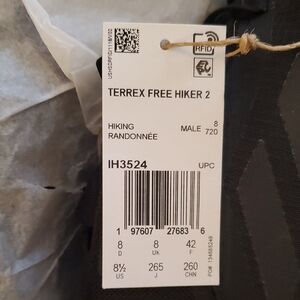 RFID
TERREX FREE HIKER 2
HIKING
RANDONNÉE
MALE 8
720
IH3524
UPC
1 97607 27683 6
8 8 42
D Uk F
8½ 265 260
US J CHN